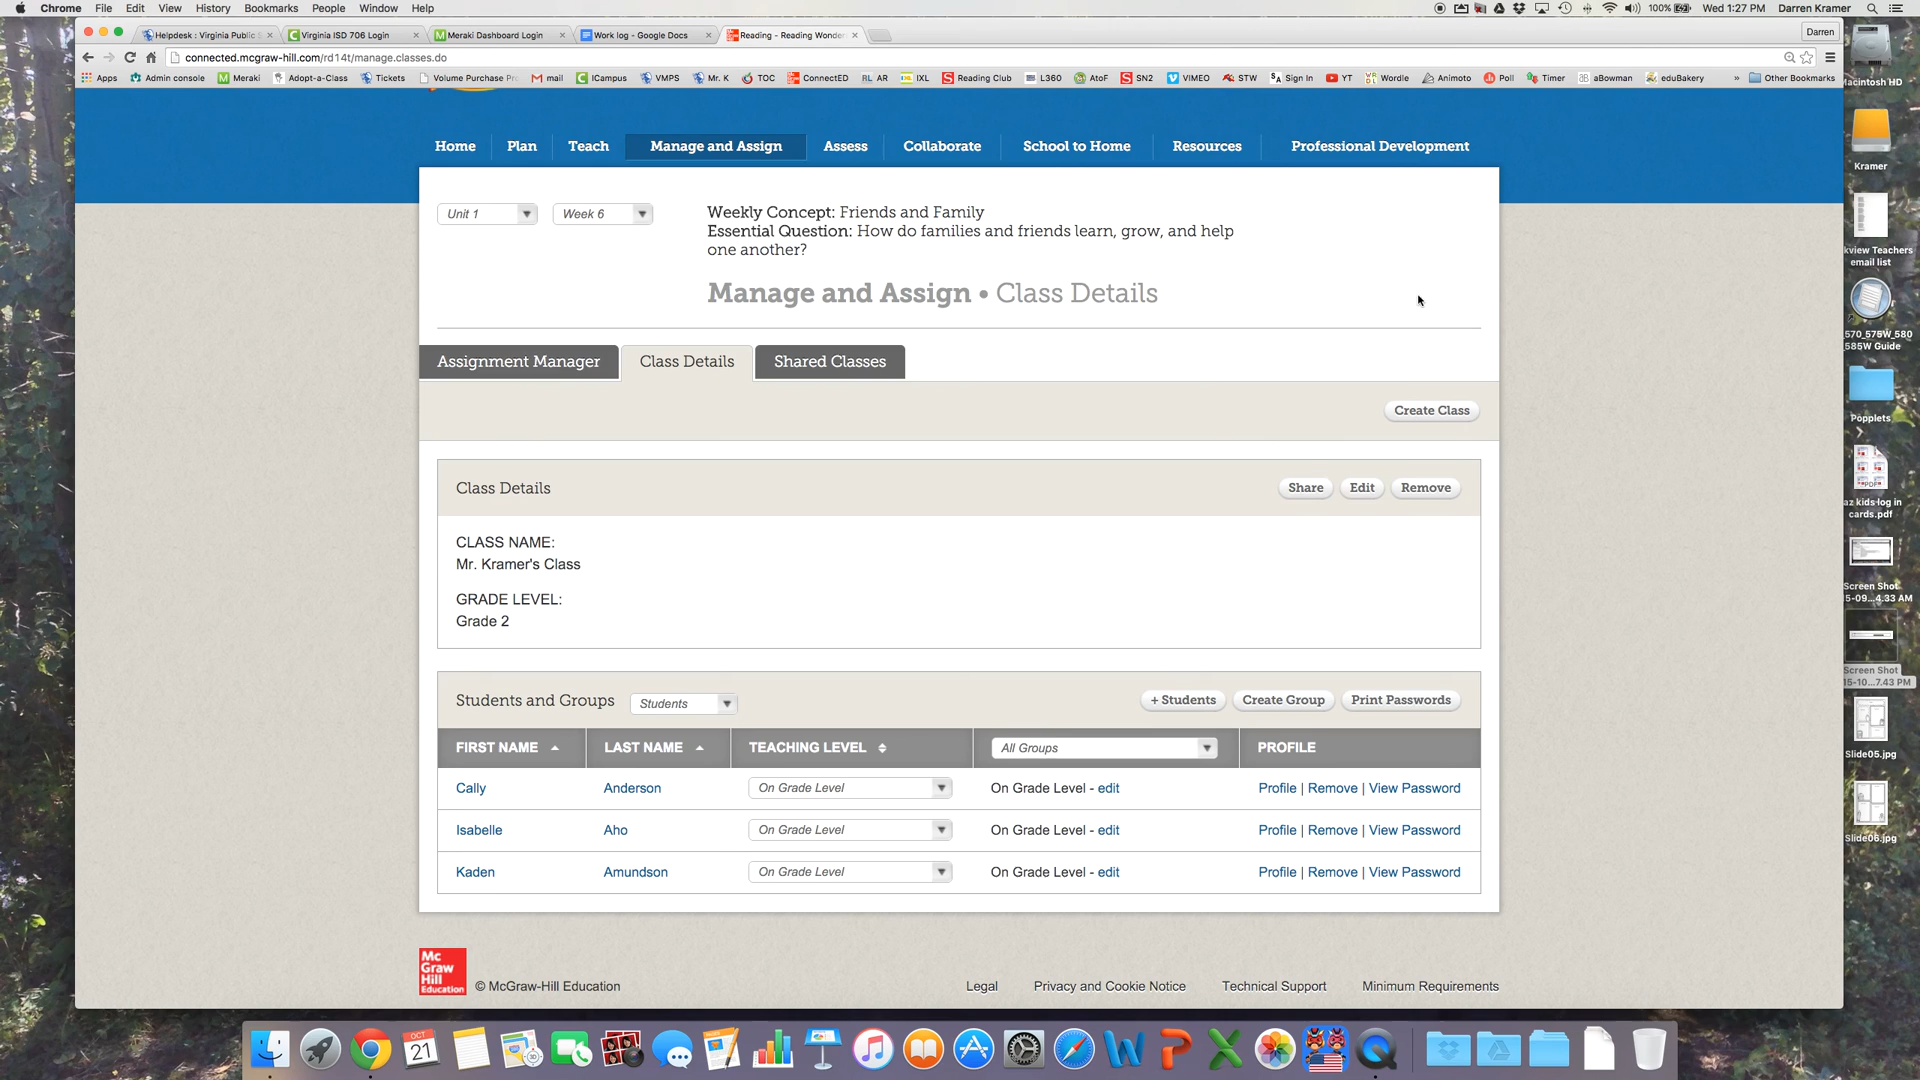 Chrome File Edit View History Bookmarks People Window Help 100% Wed 1:27 PM Darren Kramer
Helpdesk : Virginia Public S Virginia ISD 706 Login Meraki Dashboard Login Work log - Google Docs Reading - Reading Wonde Darren
connected.mcgraw-hill.com/rd14t/manage.classes.do
Apps Admin console Meraki Adopt-a-Class Tickets Volume Purchase Pr mail ICampus VMPS Mr. K TOC ConnectED RL AR IXL Reading Club L360 AtoF SN2 VIMEO STW Sign In YT Wordle Animoto Poll Timer aBowman eduBakery » Other Bookmarks
Macintosh HD
Home Plan Teach Manage and Assign Assess Collaborate School to Home Resources Professional Development
Kramer
Unit 1 Week 6
Weekly Concept: Friends and Family
Essential Question: How do families and friends learn, grow, and help
one another?
kview Teachers
email list
Manage and Assign • Class Details
570_575W_580
585W Guide
Assignment Manager Class Details Shared Classes
Create Class
Popplets
Class Details Share Edit Remove
az kids log in
cards.pdf
CLASS NAME:
Mr. Kramer's Class
GRADE LEVEL:
Grade 2
Screen Shot
5-09...4.33 AM
Screen Shot
15-10...7.43 PM
Students and Groups Students + Students Create Group Print Passwords
FIRST NAME LAST NAME TEACHING LEVEL All Groups PROFILE
Cally Anderson On Grade Level On Grade Level - edit Profile | Remove | View Password
Isabelle Aho On Grade Level On Grade Level - edit Profile | Remove | View Password
Kaden Amundson On Grade Level On Grade Level - edit Profile | Remove | View Password
Slide05.jpg
Slide06.jpg
Mc
Graw
Hill
Education
© McGraw-Hill Education Legal Privacy and Cookie Notice Technical Support Minimum Requirements
OCT
21